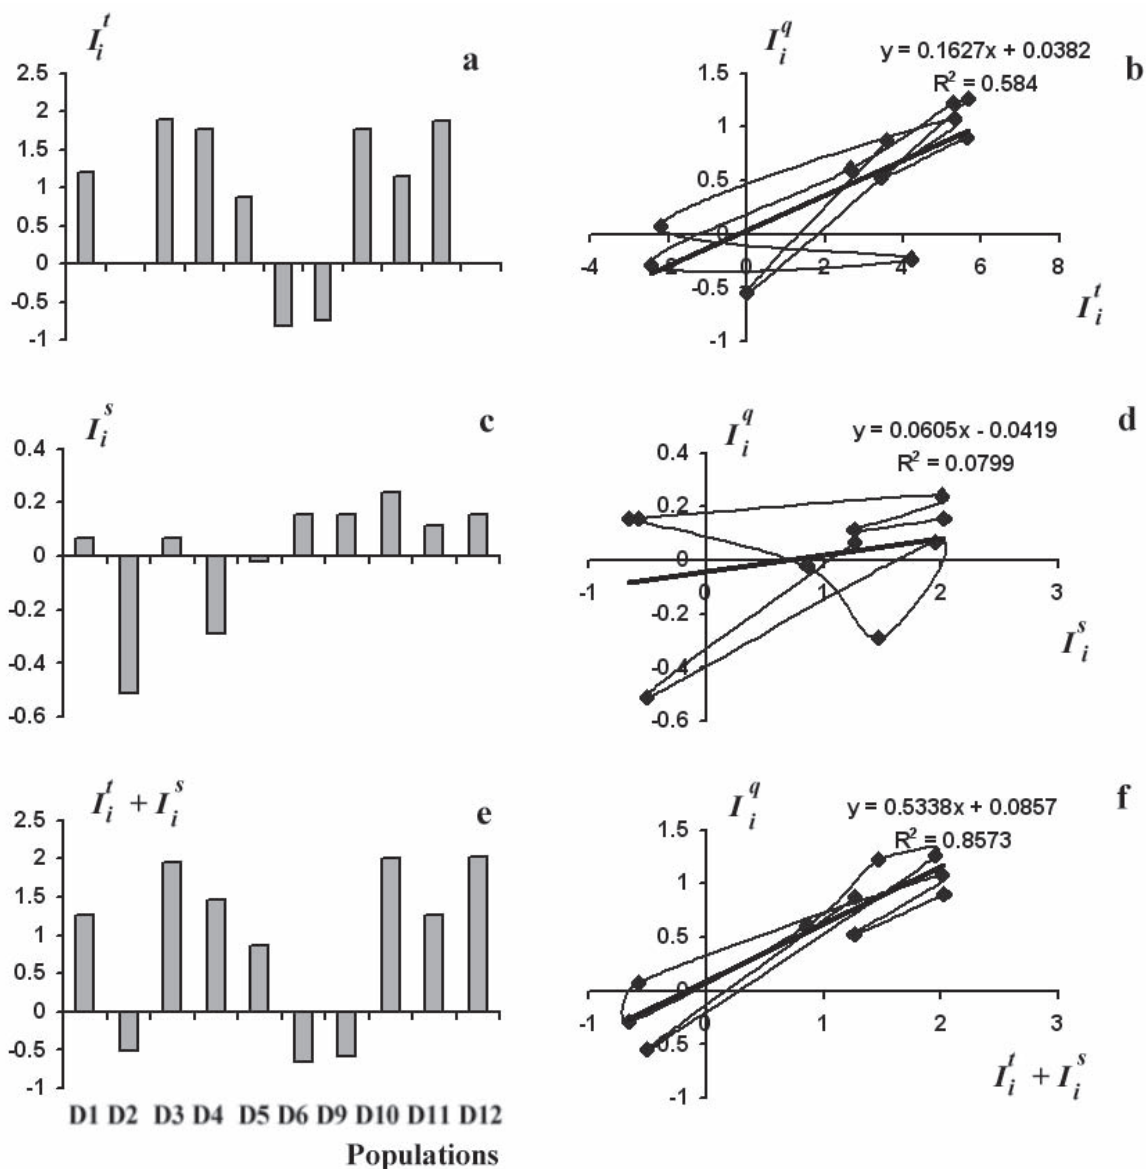 I_i^t
a
2.5
2
1.5
1
0.5
0
-0.5
-1
I_i^q
y = 0.1627x + 0.0382
R² = 0.584
b
1.5
1
0.5
0
-0.5
-1
-4 -2 0 2 4 6 8
I_i^t
I_i^s
c
0.4
0.2
0
-0.2
-0.4
-0.6
I_i^q
y = 0.0605x - 0.0419
R² = 0.0799
d
0.4
0.2
0
-0.2
-0.4
-0.6
-1 0 1 2 3
I_i^s
I_i^t + I_i^s
e
2.5
2
1.5
1
0.5
0
-0.5
-1
D1 D2 D3 D4 D5 D6 D9 D10 D11 D12
Populations
I_i^q
y = 0.5338x + 0.0857
R² = 0.8573
f
1.5
1
0.5
0
-0.5
-1
-1 0 1 2 3
I_i^t + I_i^s